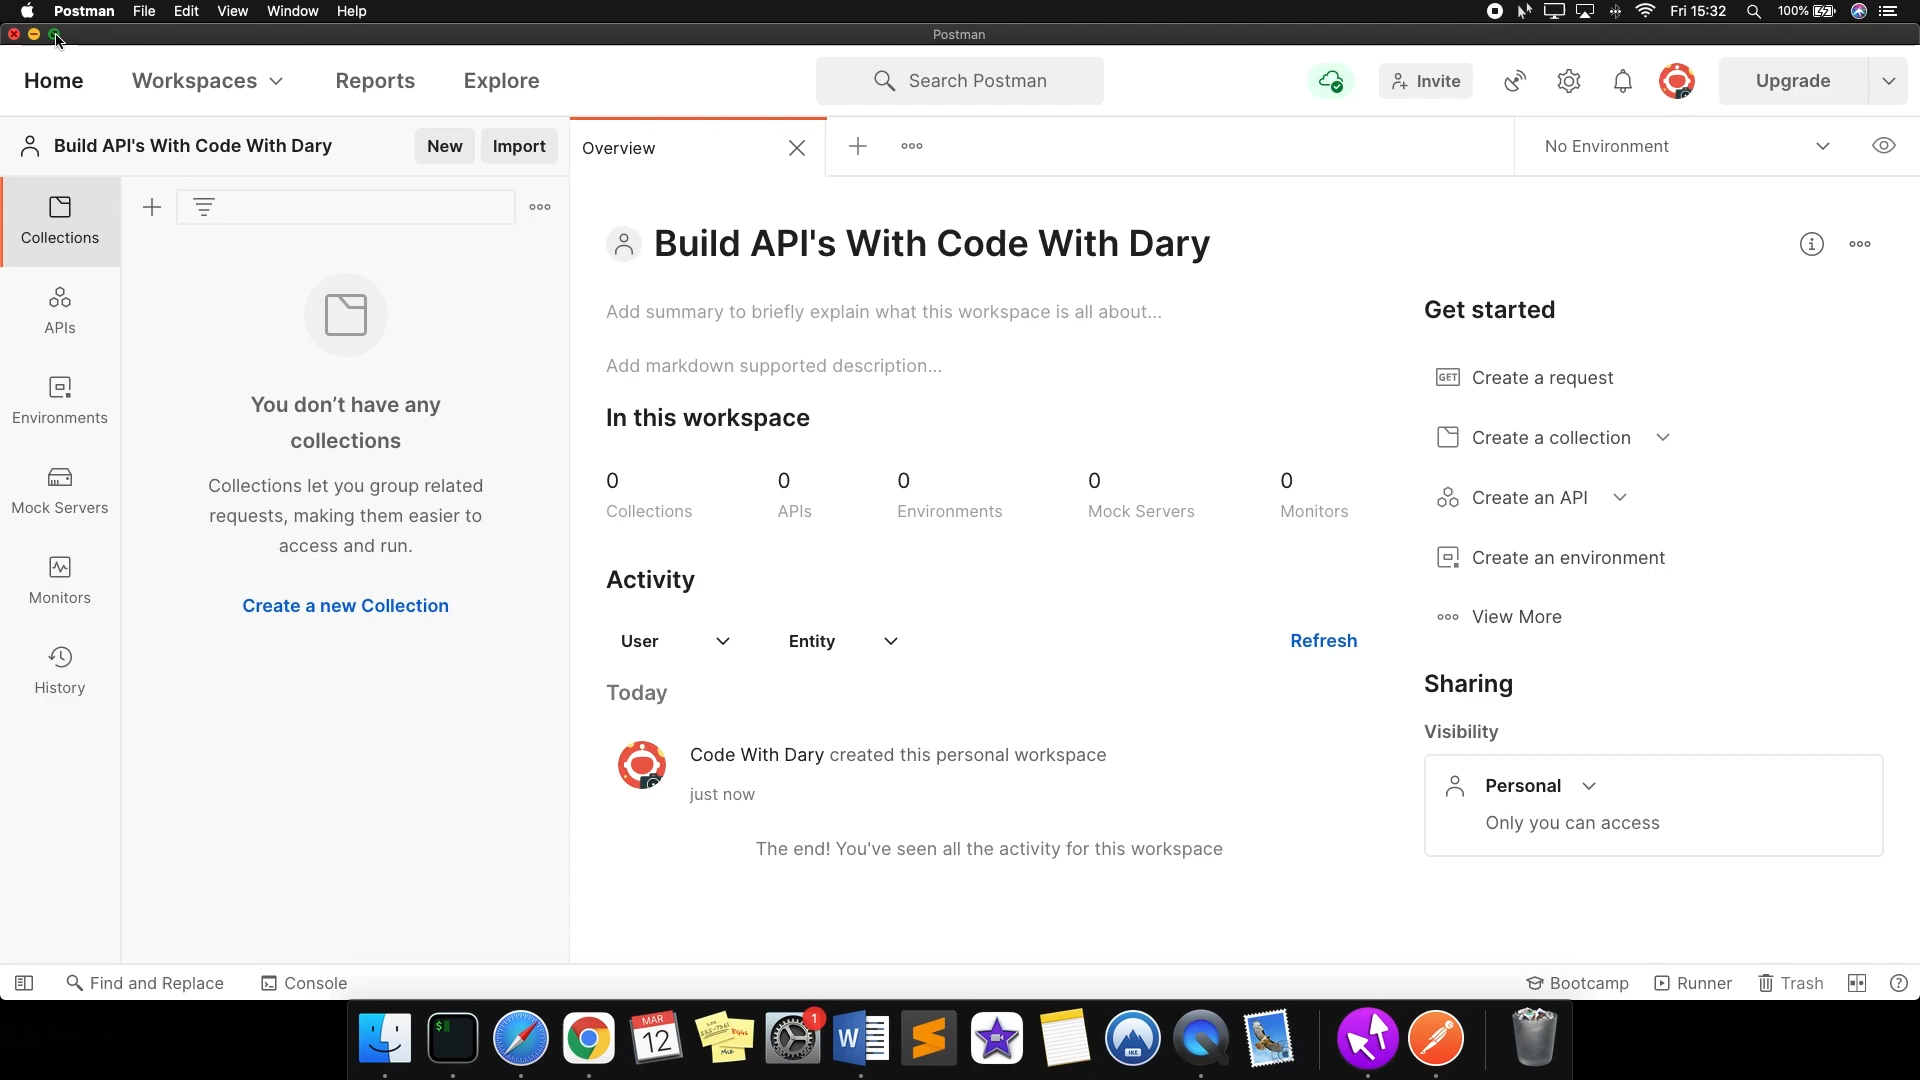 Postman File Edit View Window Help Fri 15:32 100%
Postman
Home Workspaces Reports Explore Search Postman Invite Upgrade
Build API's With Code With Dary New Import Overview No Environment
Collections
APIs
Environments
Mock Servers
Monitors
History
You don't have any
collections
Collections let you group related
requests, making them easier to
access and run.
Create a new Collection
Build API's With Code With Dary
Add summary to briefly explain what this workspace is all about...
Add markdown supported description...
In this workspace
0 0 0 0 0
Collections APIs Environments Mock Servers Monitors
Activity
User Entity Refresh
Today
Code With Dary created this personal workspace
just now
The end! You've seen all the activity for this workspace
Get started
GET Create a request
Create a collection
Create an API
Create an environment
View More
Sharing
Visibility
Personal
Only you can access
Find and Replace Console Bootcamp Runner Trash
MAR
12
1
W
IKE